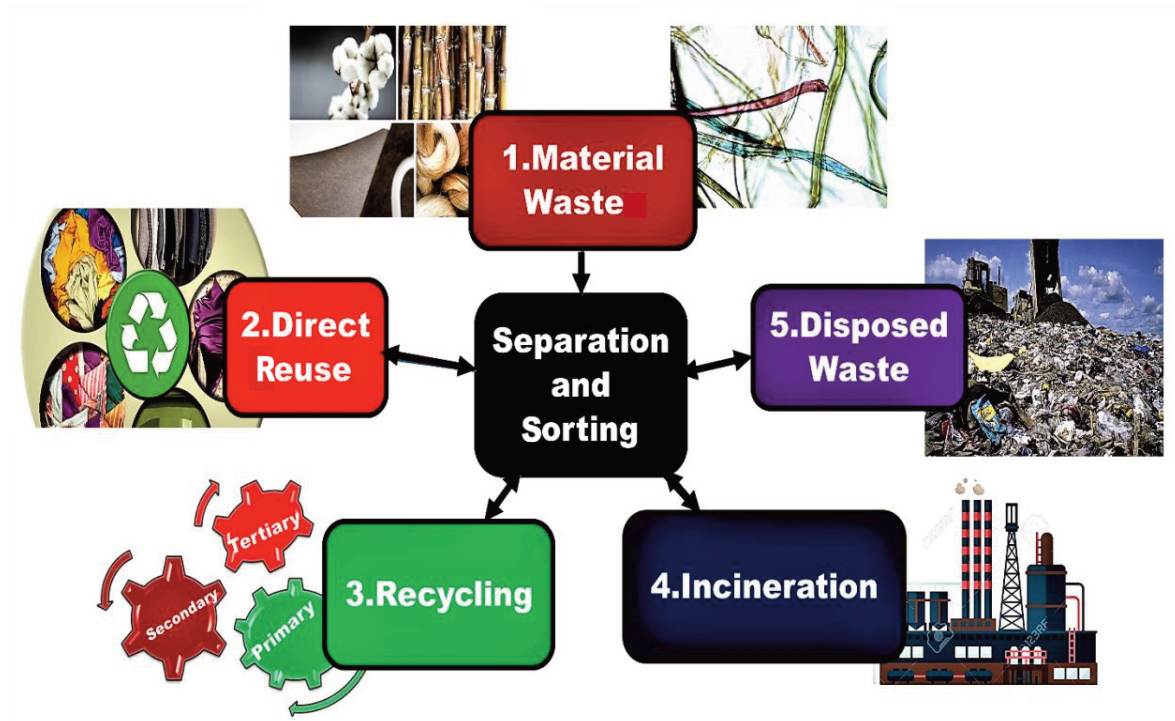 1.Material
Waste
2.Direct
Reuse
Separation
and
Sorting
5.Disposed
Waste
Tertiary
Secondary
Primary
3.Recycling
4.Incineration
123RF